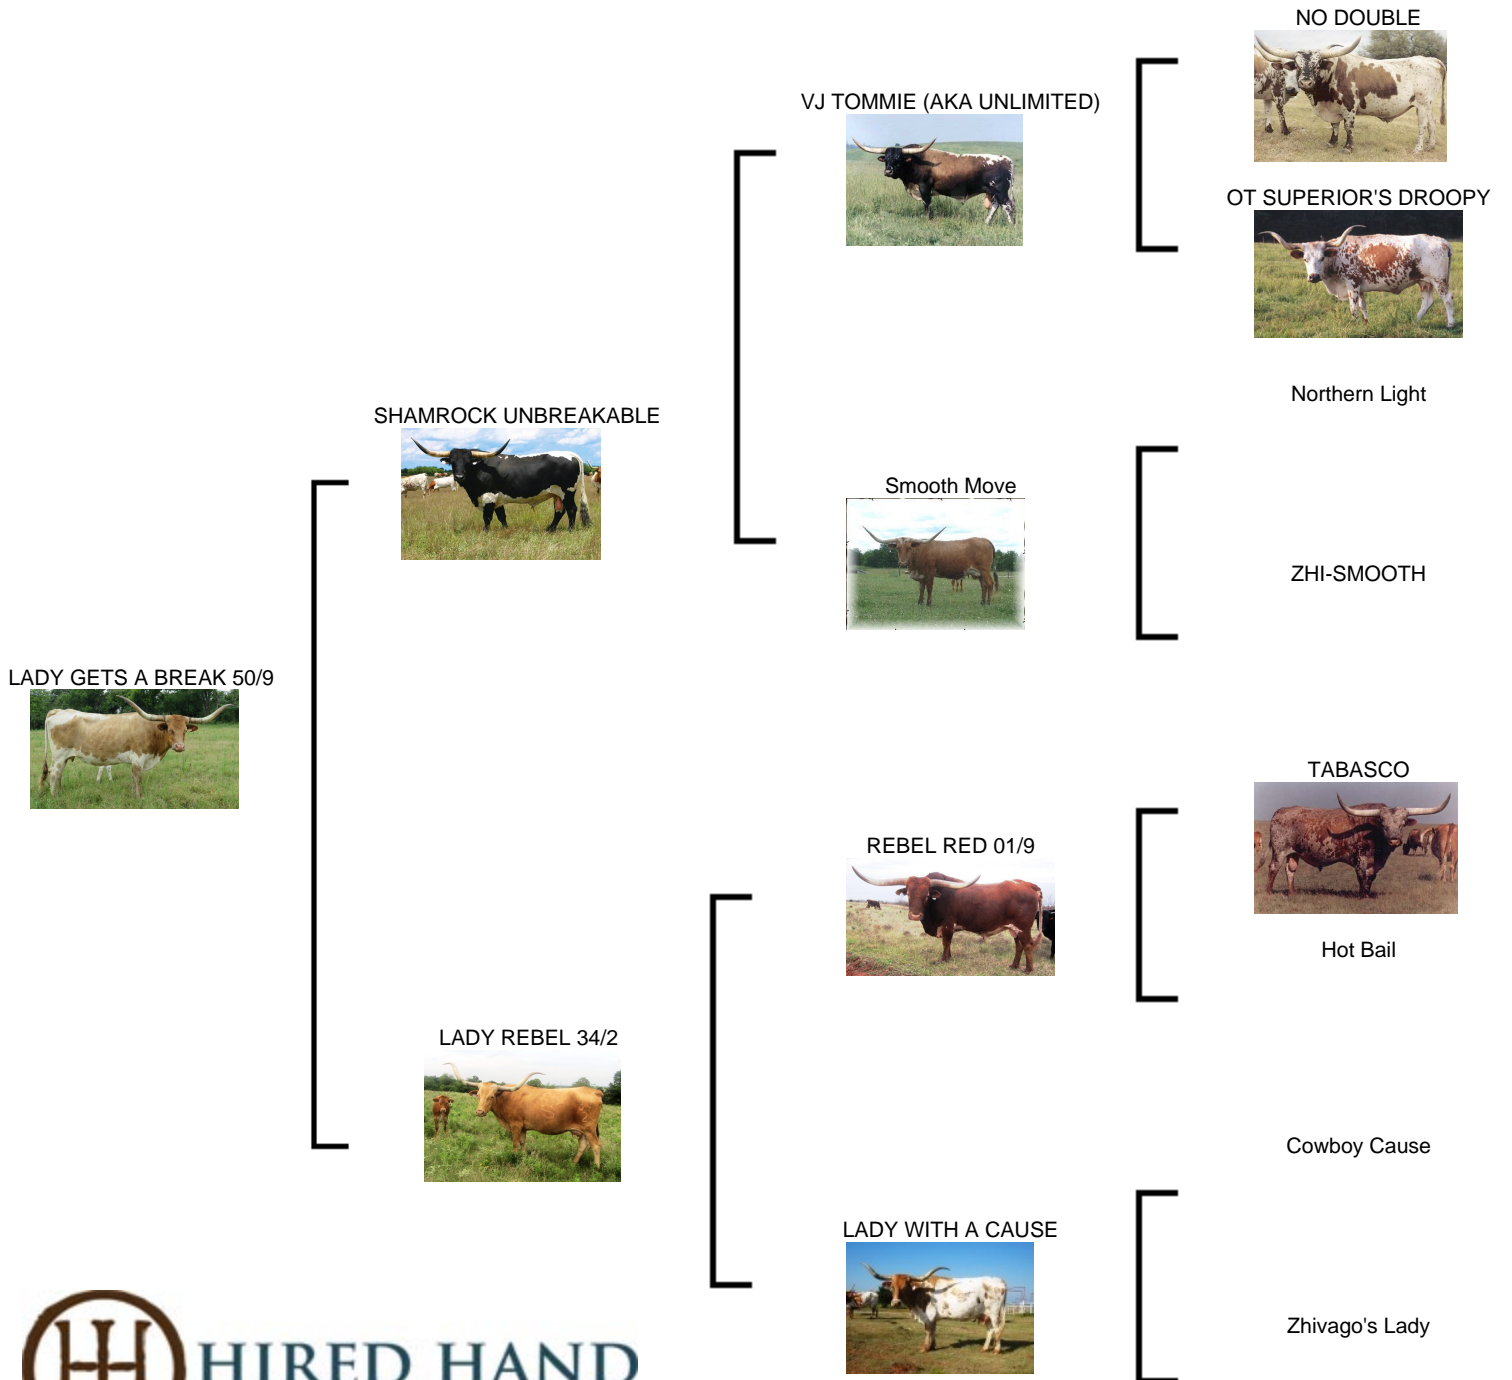 NO DOUBLE
VJ TOMMIE (AKA UNLIMITED)
OT SUPERIOR'S DROOPY
Northern Light
SHAMROCK UNBREAKABLE
Smooth Move
ZHI-SMOOTH
LADY GETS A BREAK 50/9
TABASCO
REBEL RED 01/9
Hot Bail
LADY REBEL 34/2
Cowboy Cause
LADY WITH A CAUSE
Zhivago's Lady
HIRED HAND